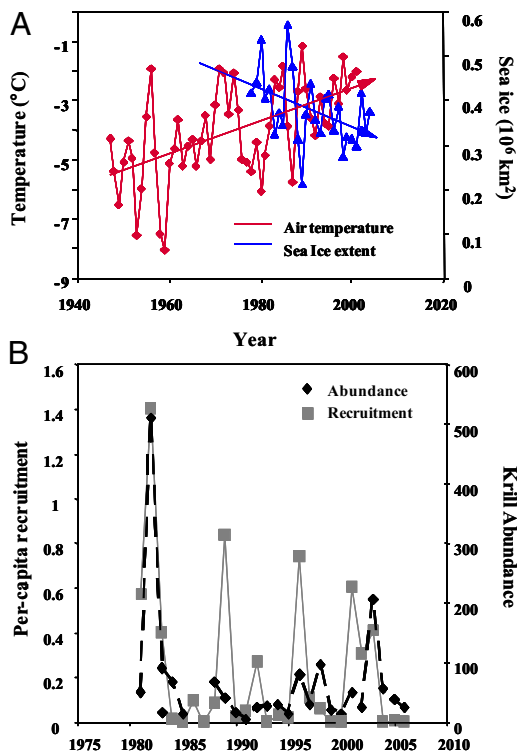 A
-1
-3
-5
-7
-9
Temperature (°C)
0.6
0.5
0.4
0.3
0.2
0.1
0
Sea ice (10⁶ km²)
Air temperature
Sea Ice extent
1940 1960 1980 2000 2020
Year
B
1.6
1.4
1.2
1
0.8
0.6
0.4
0.2
0
Per-capita recruitment
600
500
400
300
200
100
0
Krill Abundance
Abundance
Recruitment
1975 1980 1985 1990 1995 2000 2005 2010